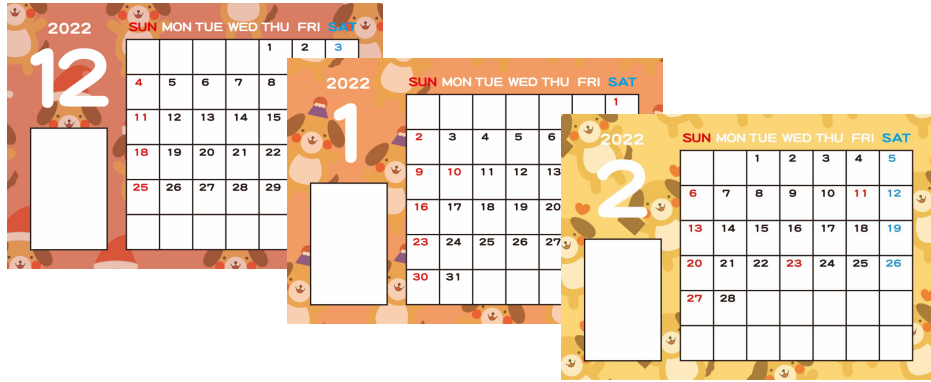 2022
12
SUN MON TUE WED THU FRI SAT
1 2 3
4 5 6 7 8
11 12 13 14 15
18 19 20 21 22
25 26 27 28 29
2022
1
SUN MON TUE WED THU FRI SAT
1
2 3 4 5 6
9 10 11 12 13
16 17 18 19 20
23 24 25 26 27
30 31
2022
2
SUN MON TUE WED THU FRI SAT
1 2 3 4 5
6 7 8 9 10 11 12
13 14 15 16 17 18 19
20 21 22 23 24 25 26
27 28